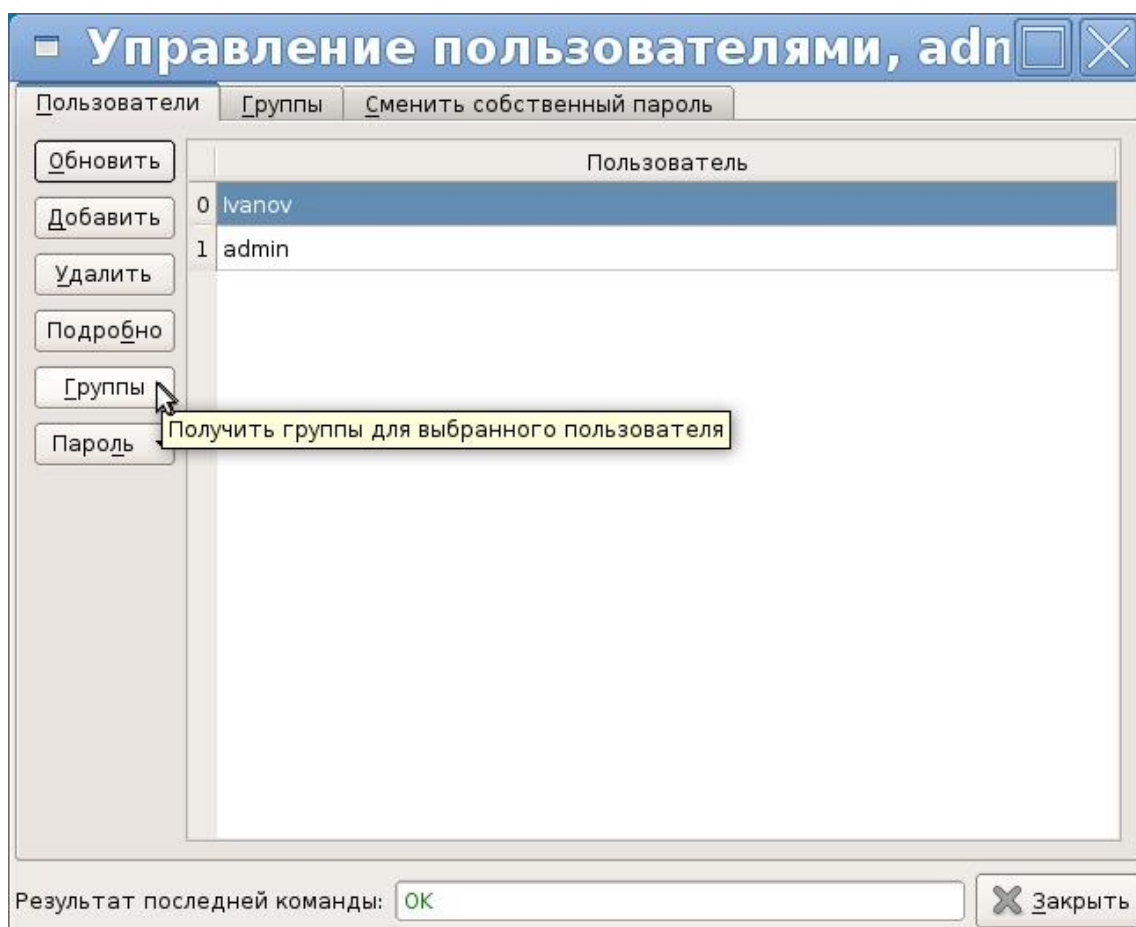 Управление пользователями, adn
Пользователи Группы Сменить собственный пароль
Обновить
Добавить
Удалить
Подробно
Группы
Пароль
Пользователь
0 Ivanov
1 admin
Получить группы для выбранного пользователя
Результат последней команды: OK Закрыть